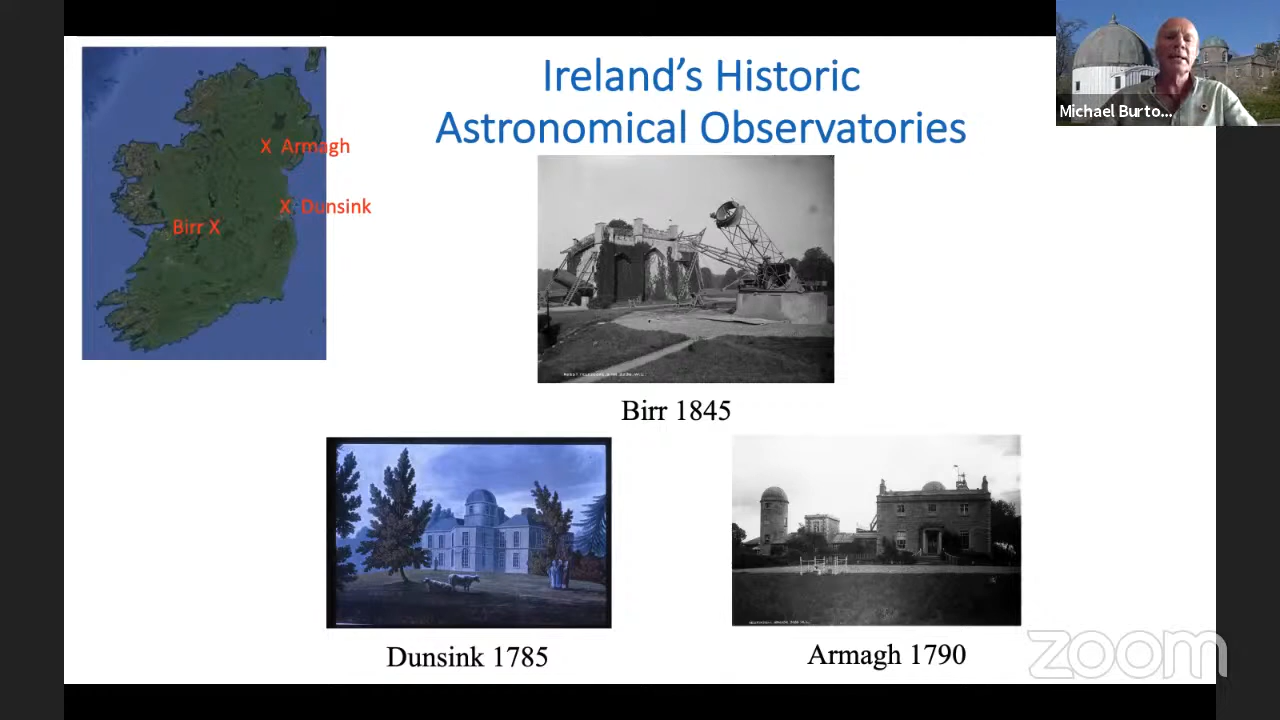 Ireland's Historic
Astronomical Observatories
Michael Burto...
X Armagh
X Dunsink
Birr X
Birr 1845
Dunsink 1785
Armagh 1790
zoom